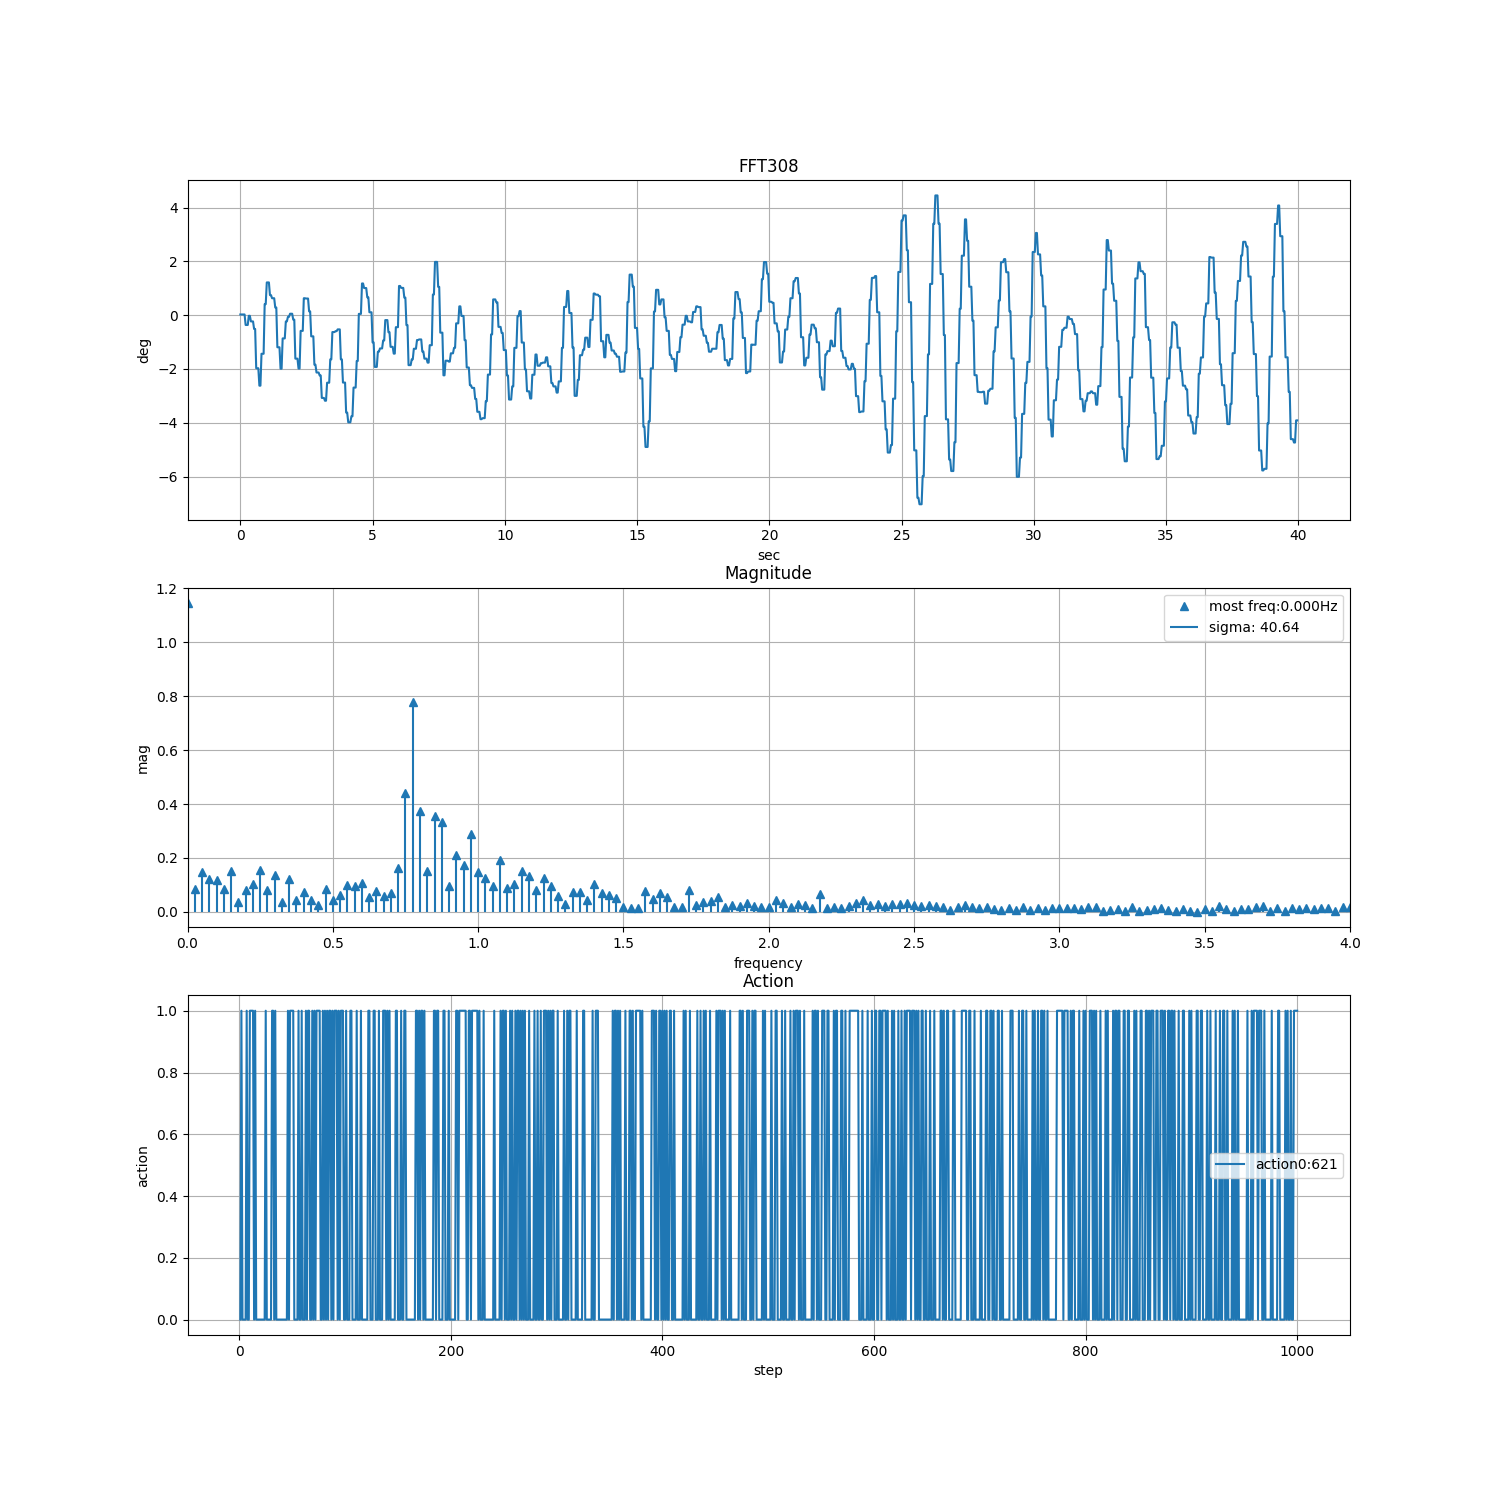 FFT308
4
2
0
−2
−4
−6
deg
0 5 10 15 20 25 30 35 40
sec
Magnitude
1.2
1.0
0.8
0.6
0.4
0.2
0.0
mag
most freq:0.000Hz
sigma: 40.64
0.0 0.5 1.0 1.5 2.0 2.5 3.0 3.5 4.0
frequency
Action
1.0
0.8
0.6
0.4
0.2
0.0
action
action0:621
0 200 400 600 800 1000
step